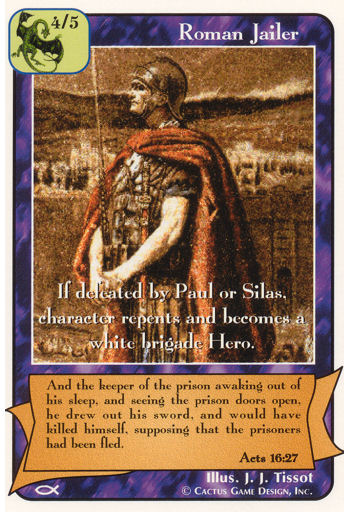 4/5
Roman Jailer
If defeated by Paul or Silas,
character repents and becomes a
white brigade Hero.
And the keeper of the prison awaking out of
his sleep, and seeing the prison doors open,
he drew out his sword, and would have
killed himself, supposing that the prisoners
had been fled.
Acts 16:27
Illus. J. J. Tissot
© Cactus Game Design, Inc.